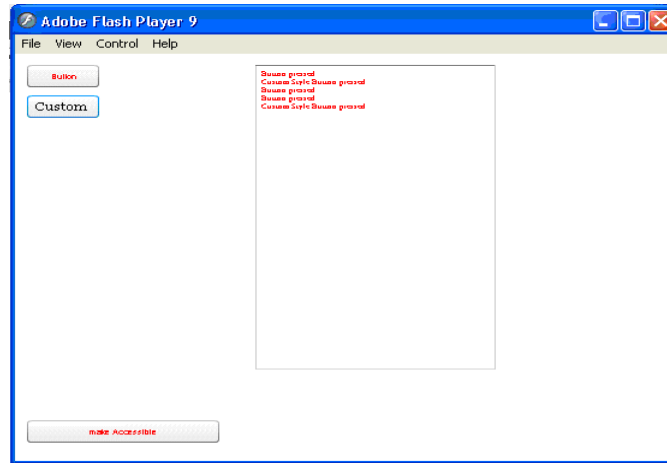 Adobe Flash Player 9
File View Control Help
Button
Custom
Button pressed
Custom Style Button pressed
Button pressed
Button pressed
Custom Style Button pressed
make Accessible